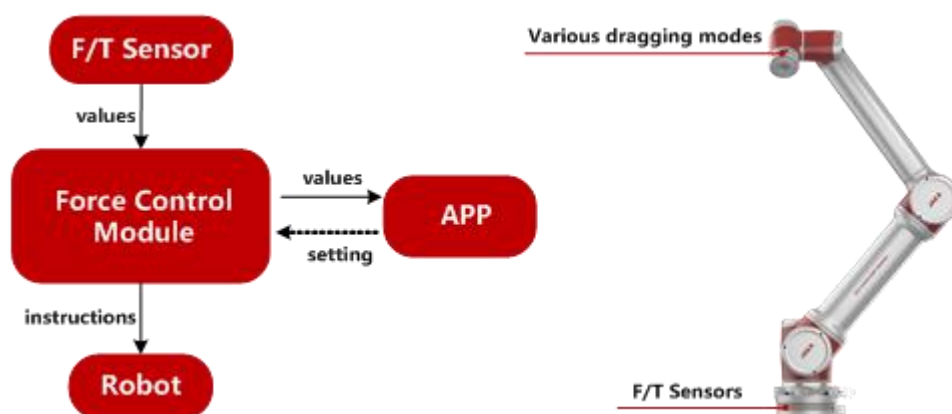 F/T Sensor
values
Force Control
Module
values
setting
APP
instructions
Robot
Various dragging modes
F/T Sensors